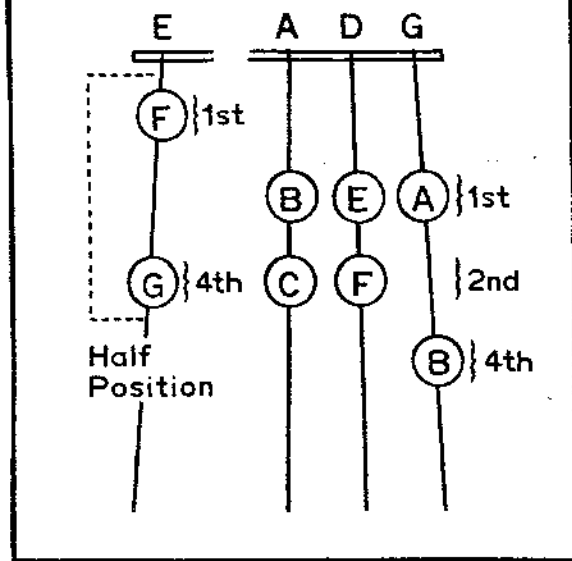 E A D G
F 1st
B E A 1st
G 4th C F 2nd
Half
Position
B 4th